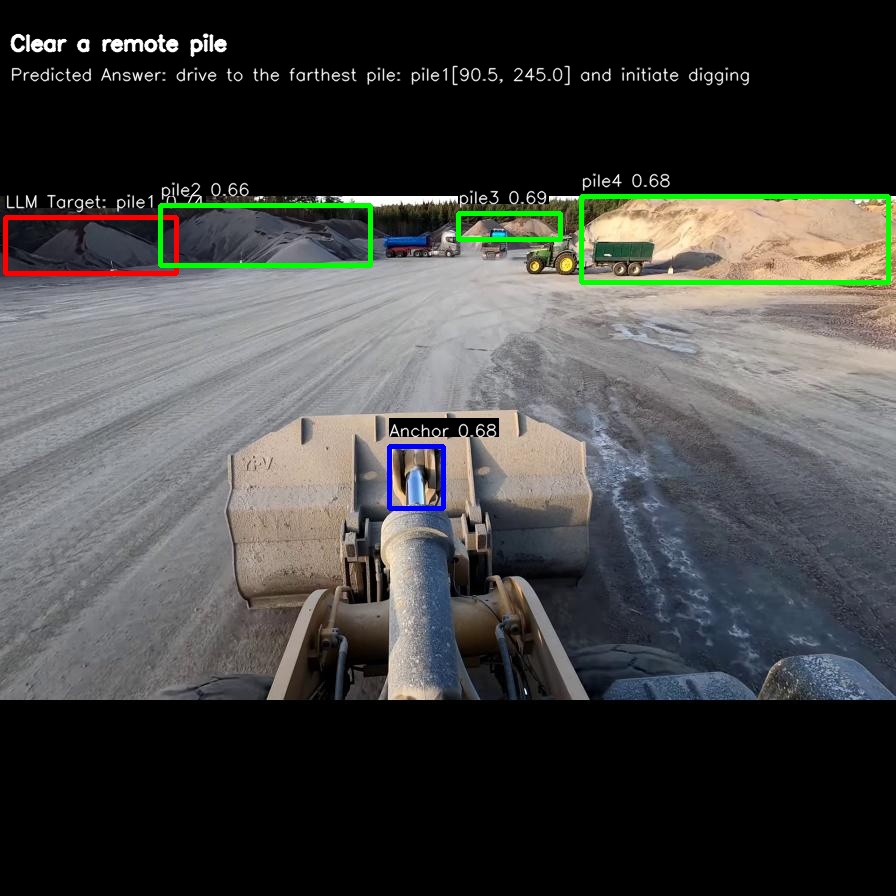 Clear a remote pile
Predicted Answer: drive to the farthest pile: pile1[90.5, 245.0] and initiate digging
LLM Target: pile1
pile2 0.66
pile3 0.69
pile4 0.68
Anchor 0.68